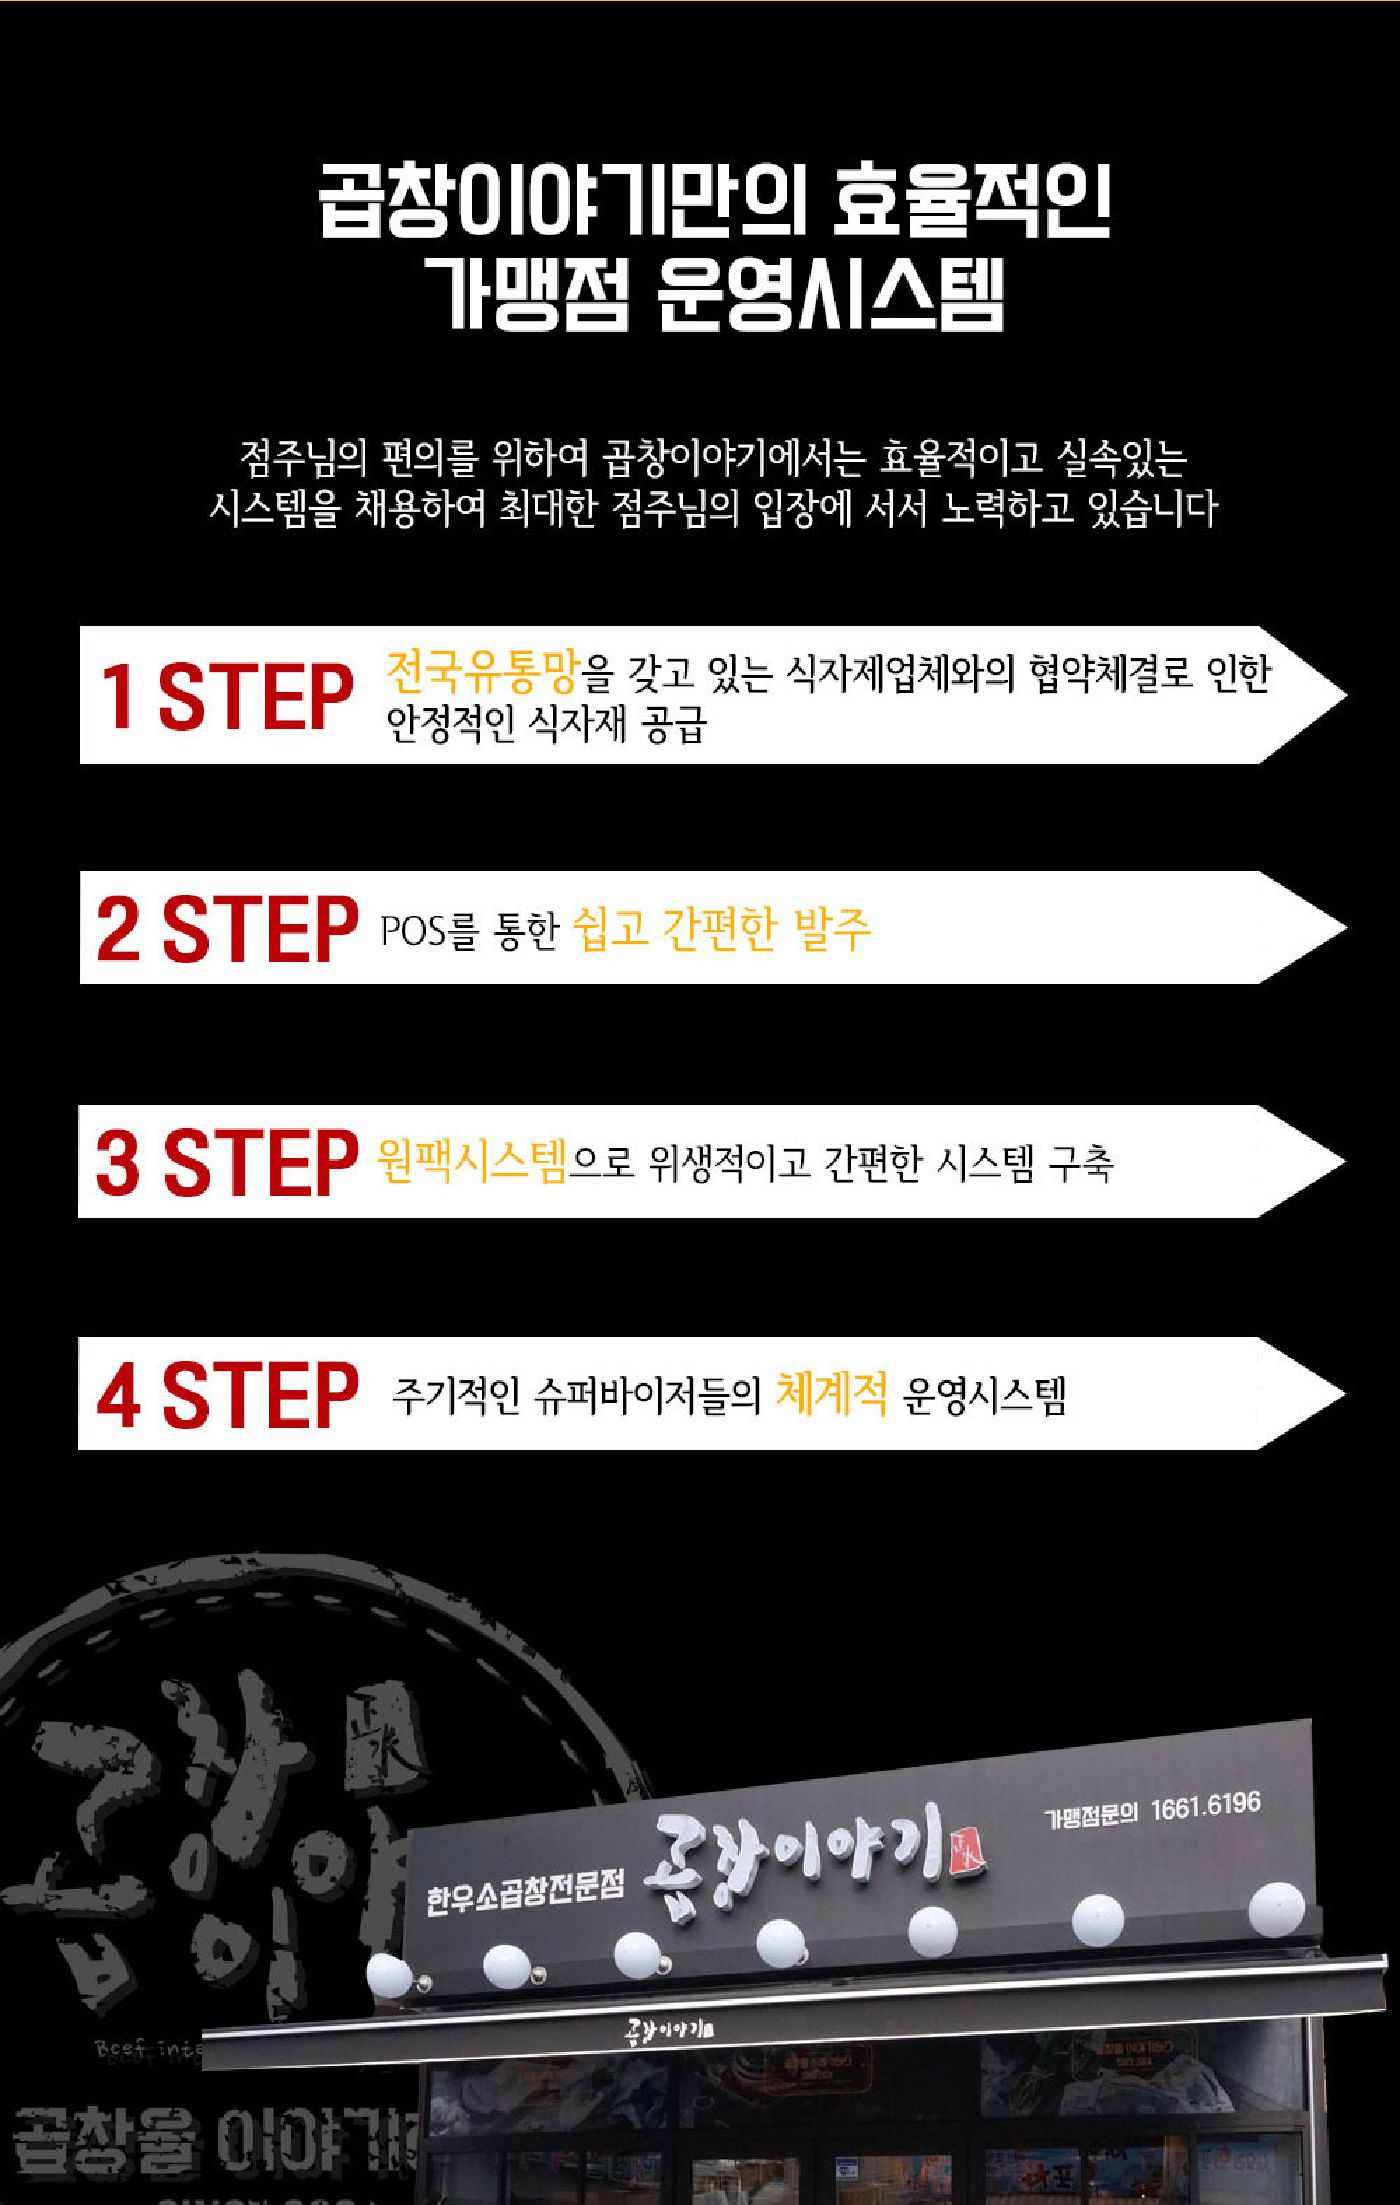 곱창이야기만의 효율적인
가맹점 운영시스템
점주님의 편의를 위하여 곱창이야기에서는 효율적이고 실속있는
시스템을 채용하여 최대한 점주님의 입장에 서서 노력하고 있습니다
1 STEP
전국유통망을 갖고 있는 식자제업체와의 협약체결로 인한
안정적인 식자재 공급
2 STEP
POS를 통한 쉽고 간편한 발주
3 STEP
원팩시스템으로 위생적이고 간편한 시스템 구축
4 STEP
주기적인 슈퍼바이저들의 체계적 운영시스템
곱창
이야
한우소곱창전문점
곱창이야기
가맹점문의 1661.6196
곱창이야기
Beef inte
곱창을 이야기